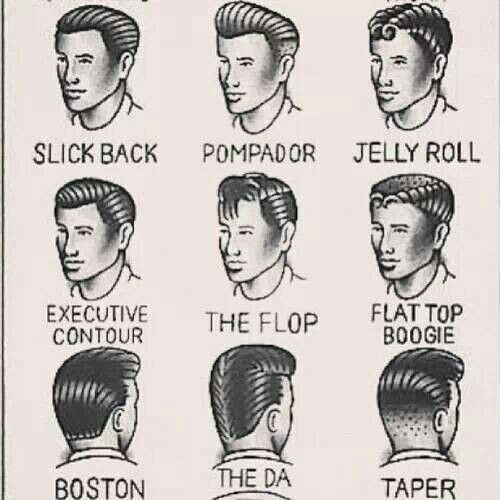 SLICK BACK
POMPADOR
JELLY ROLL
EXECUTIVE
CONTOUR
THE FLOP
FLAT TOP
BOOGIE
BOSTON
THE DA
TAPER